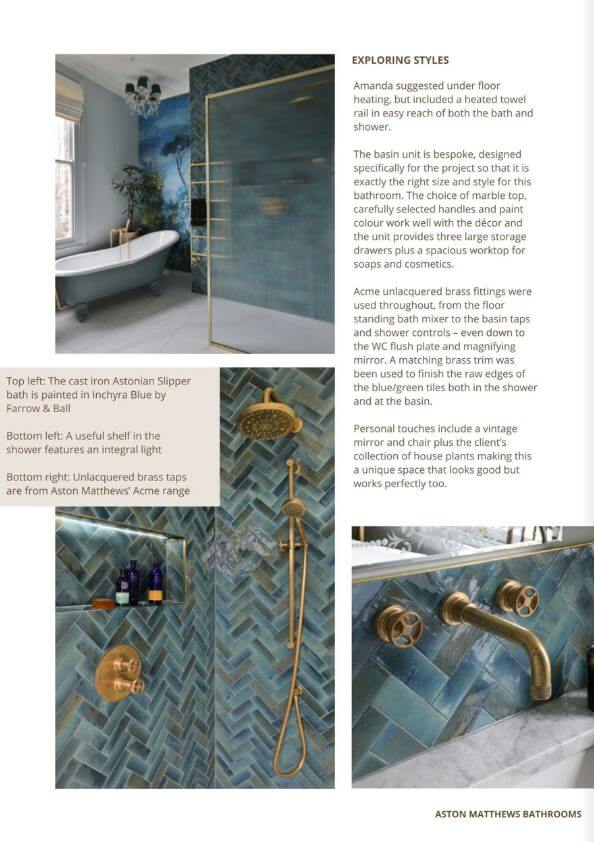 EXPLORING STYLES
Amanda suggested under floor
heating, but included a heated towel
rail in easy reach of both the bath and
shower.
The basin unit is bespoke, designed
specifically for the project so that it is
exactly the right size and style for this
bathroom. The choice of marble top,
carefully selected handles and paint
colour work well with the décor and
the unit provides three large storage
drawers plus a spacious worktop for
soaps and cosmetics.
Acme unlacquered brass fittings were
used throughout, from the floor
standing bath mixer to the basin taps
and shower controls – even down to
the WC flush plate and magnifying
mirror. A matching brass trim was
been used to finish the raw edges of
the blue/green tiles both in the shower
and at the basin.
Personal touches include a vintage
mirror and chair plus the client's
collection of house plants making this
a unique space that looks good but
works perfectly too.
Top left: The cast iron Astonian Slipper
bath is painted in Inchyra Blue by
Farrow & Ball
Bottom left: A useful shelf in the
shower features an integral light
Bottom right: Unlacquered brass taps
are from Aston Matthews' Acme range
ASTON MATTHEWS BATHROOMS